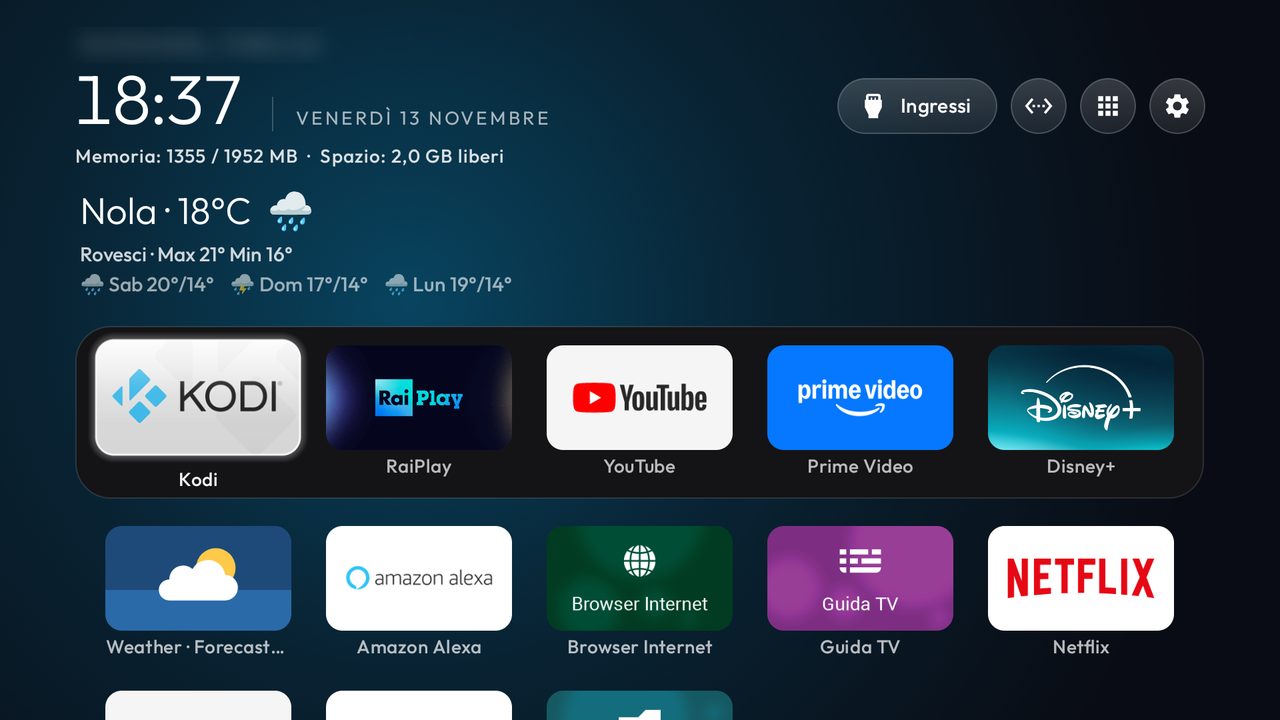 18:37
VENERDÌ 13 NOVEMBRE
Ingressi
Memoria: 1355 / 1952 MB · Spazio: 2,0 GB liberi
Nola · 18°C
Rovesci · Max 21° Min 16°
Sab 20°/14° Dom 17°/14° Lun 19°/14°
KODI
Rai Play
YouTube
prime video
Disney+
Kodi
RaiPlay
YouTube
Prime Video
Disney+
amazon alexa
Browser Internet
Guida TV
NETFLIX
Weather · Forecast...
Amazon Alexa
Browser Internet
Guida TV
Netflix